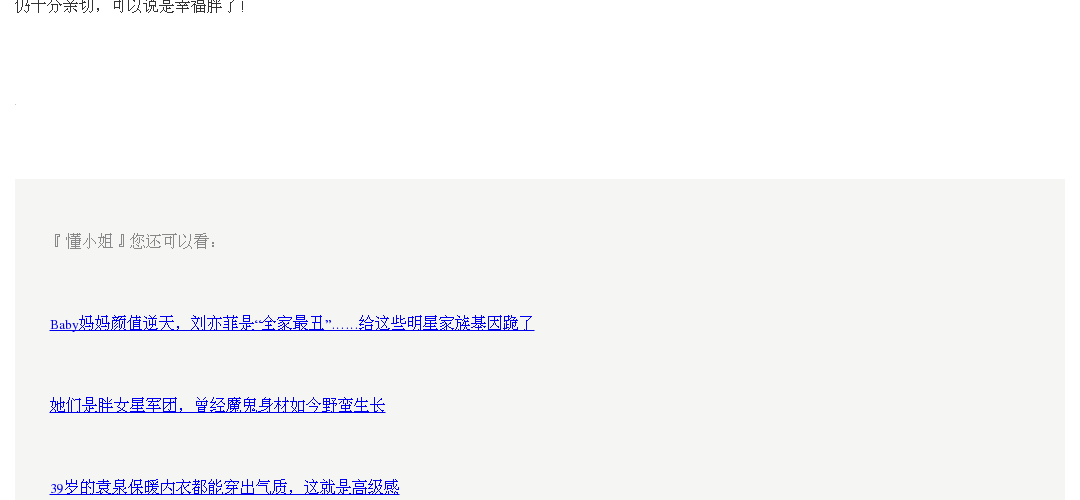 仍十分亲切，可以说是幸福胖了！
『 懂小姐 』您还可以看：
Baby妈妈颜值逆天，刘亦菲是“全家最丑”……给这些明星家族基因跪了
她们是胖女星军团，曾经魔鬼身材如今野蛮生长
39岁的袁泉保暖内衣都能穿出气质，这就是高级感